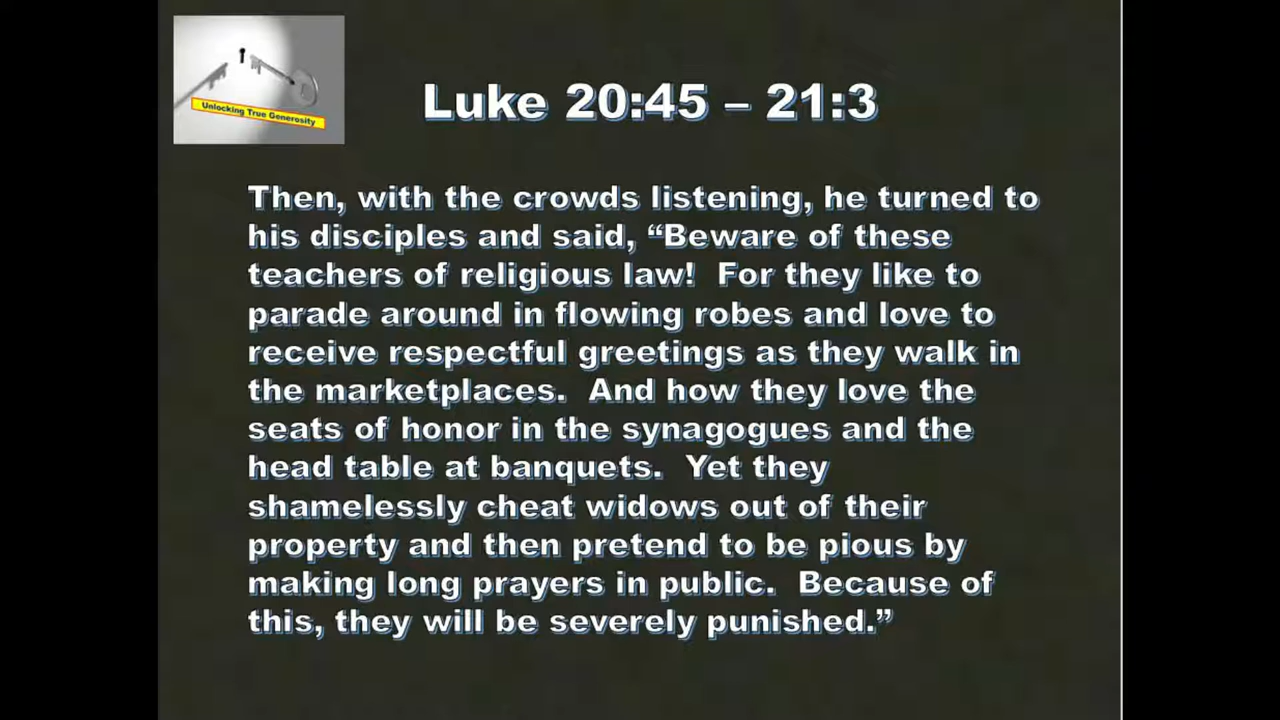 Unlocking True Generosity
Luke 20:45 – 21:3
Then, with the crowds listening, he turned to
his disciples and said, “Beware of these
teachers of religious law!  For they like to
parade around in flowing robes and love to
receive respectful greetings as they walk in
the marketplaces.  And how they love the
seats of honor in the synagogues and the
head table at banquets.  Yet they
shamelessly cheat widows out of their
property and then pretend to be pious by
making long prayers in public.  Because of
this, they will be severely punished.”